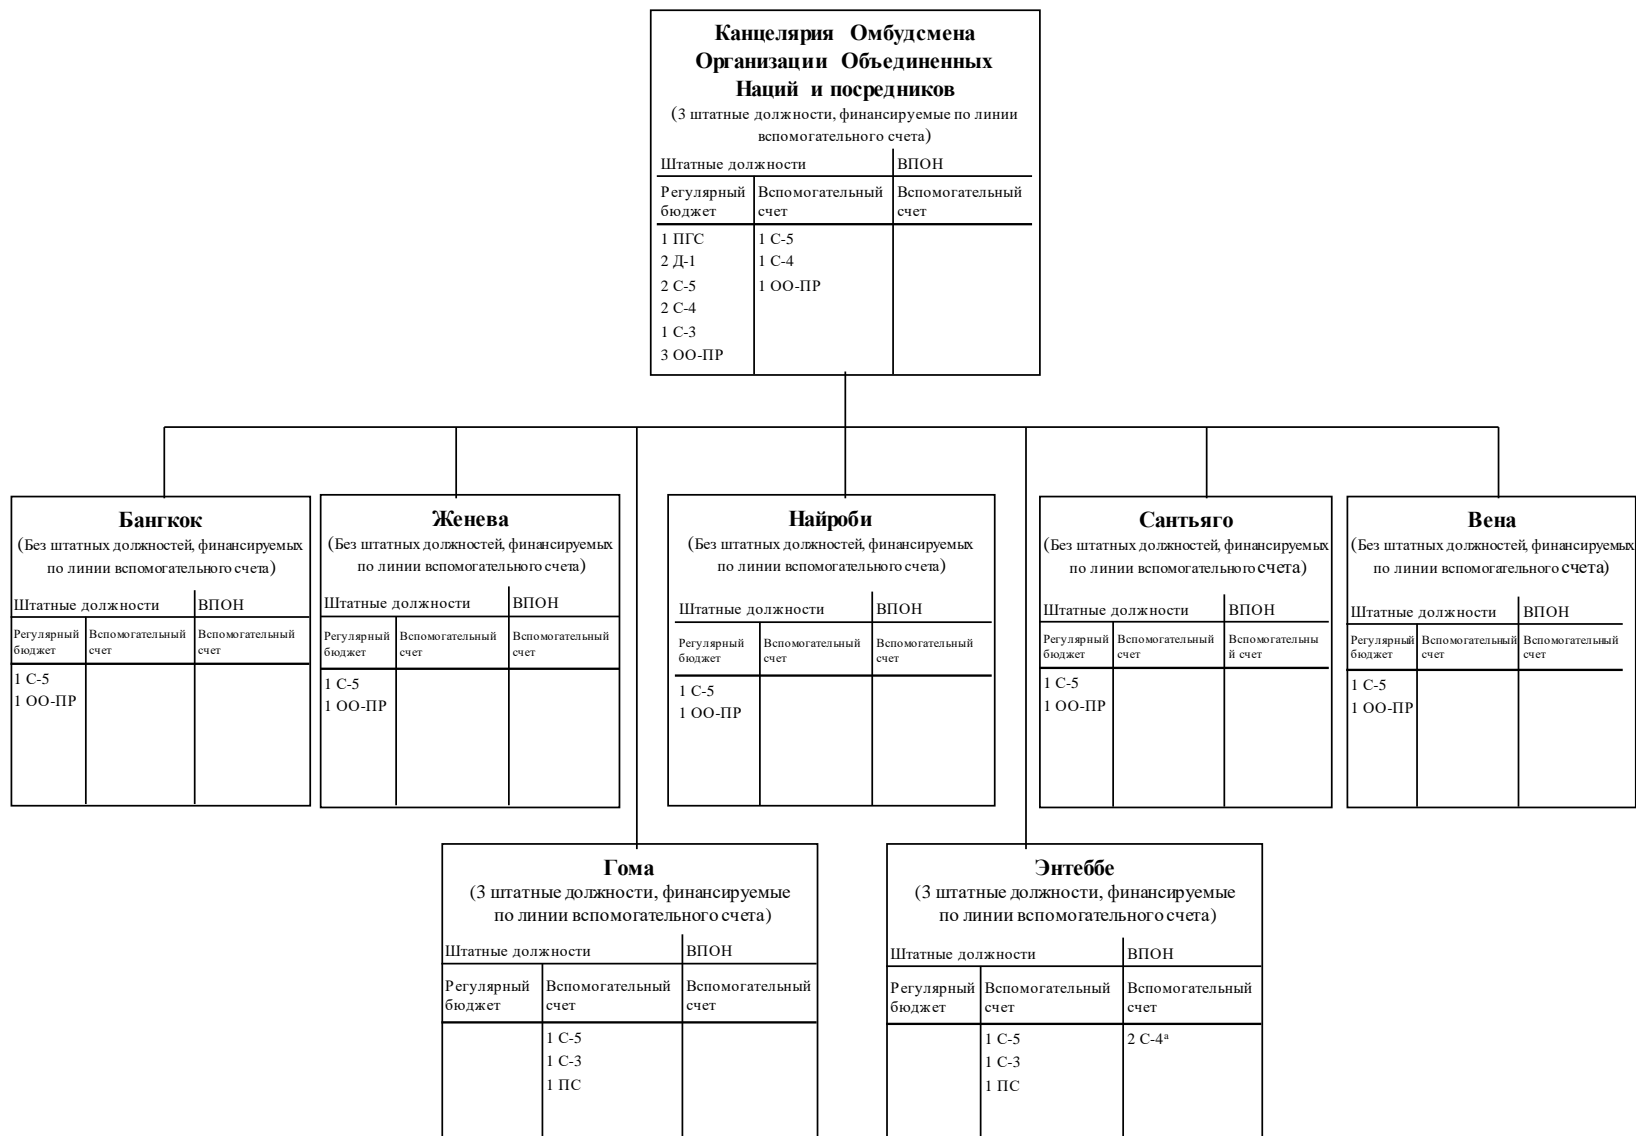 Канцелярия Омбудсмена
Организации Объединенных
Наций и посредников
(3 штатные должности, финансируемые по линии
вспомогательного счета)
Штатные должности ВПОН
Регулярный бюджет Вспомогательный счет Вспомогательный счет
1 ПГС 1 С-5
2 Д-1 1 С-4
2 С-5 1 ОО-ПР
2 С-4
1 С-3
3 ОО-ПР
Бангкок
(Без штатных должностей, финансируемых
по линии вспомогательного счета)
Штатные должности ВПОН
Регулярный бюджет Вспомогательный счет Вспомогательный счет
1 С-5
1 ОО-ПР
Женева
(Без штатных должностей, финансируемых
по линии вспомогательного счета)
Штатные должности ВПОН
Регулярный бюджет Вспомогательный счет Вспомогательный счет
1 С-5
1 ОО-ПР
Найроби
(Без штатных должностей, финансируемых
по линии вспомогательного счета)
Штатные должности ВПОН
Регулярный бюджет Вспомогательный счет Вспомогательный счет
1 С-5
1 ОО-ПР
Сантьяго
(Без штатных должностей, финансируемых
по линии вспомогательного счета)
Штатные должности ВПОН
Регулярный бюджет Вспомогательный счет Вспомогательны й счет
1 С-5
1 ОО-ПР
Вена
(Без штатных должностей, финансируемых
по линии вспомогательного счета)
Штатные должности ВПОН
Регулярный бюджет Вспомогательный счет Вспомогательный счет
1 С-5
1 ОО-ПР
Гома
(3 штатные должности, финансируемые
по линии вспомогательного счета)
Штатные должности ВПОН
Регулярный бюджет Вспомогательный счет Вспомогательный счет
1 С-5
1 С-3
1 ПС
Энтеббе
(3 штатные должности, финансируемые
по линии вспомогательного счета)
Штатные должности ВПОН
Регулярный бюджет Вспомогательный счет Вспомогательный счет
1 С-5 2 С-4ᵃ
1 С-3
1 ПС